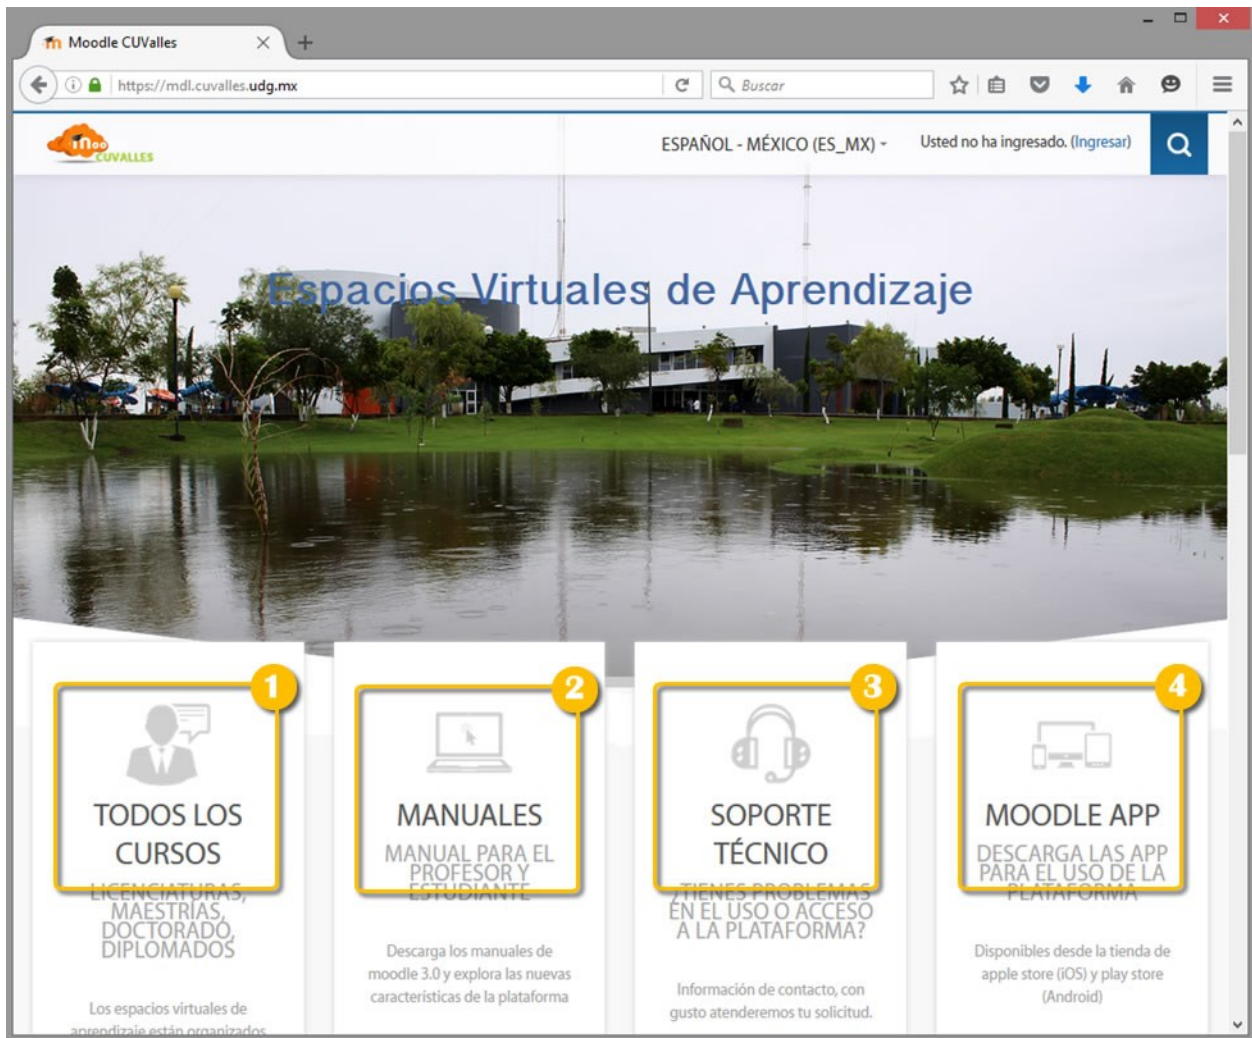 Moodle CUValles
https://mdl.cuvalles.udg.mx
Buscar
moo
CUVALLES
ESPAÑOL - MÉXICO (ES_MX)
Usted no ha ingresado. (Ingresar)
Espacios Virtuales de Aprendizaje
1
TODOS LOS
CURSOS
LICENCIATURAS,
MAESTRÍAS,
DOCTORADO,
DIPLOMADOS
Los espacios virtuales de
aprendizaje están organizados
2
MANUALES
MANUAL PARA EL
PROFESOR Y
ESTUDIANTE
Descarga los manuales de
moodle 3.0 y explora las nuevas
características de la plataforma
3
SOPORTE
TÉCNICO
¿TIENES PROBLEMAS
EN EL USO O ACCESO
A LA PLATAFORMA?
Información de contacto, con
gusto atenderemos tu solicitud.
4
MOODLE APP
DESCARGA LAS APP
PARA EL USO DE LA
PLATAFORMA
Disponibles desde la tienda de
apple store (iOS) y play store
(Android)